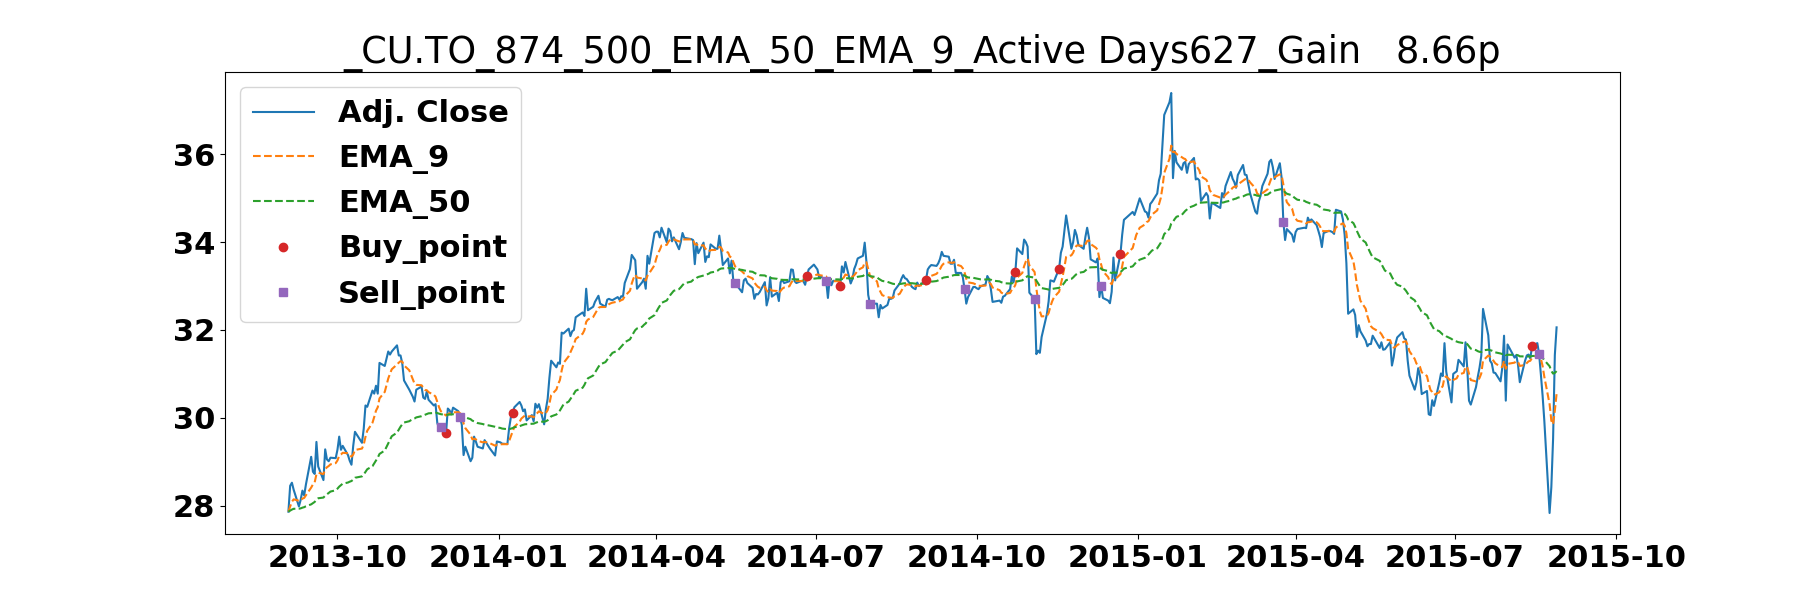 _CU.TO_874_500_EMA_50_EMA_9_Active Days627_Gain   8.66p
Adj. Close
EMA_9
EMA_50
Buy_point
Sell_point
36
34
32
30
28
2013-10 2014-01 2014-04 2014-07 2014-10 2015-01 2015-04 2015-07 2015-10